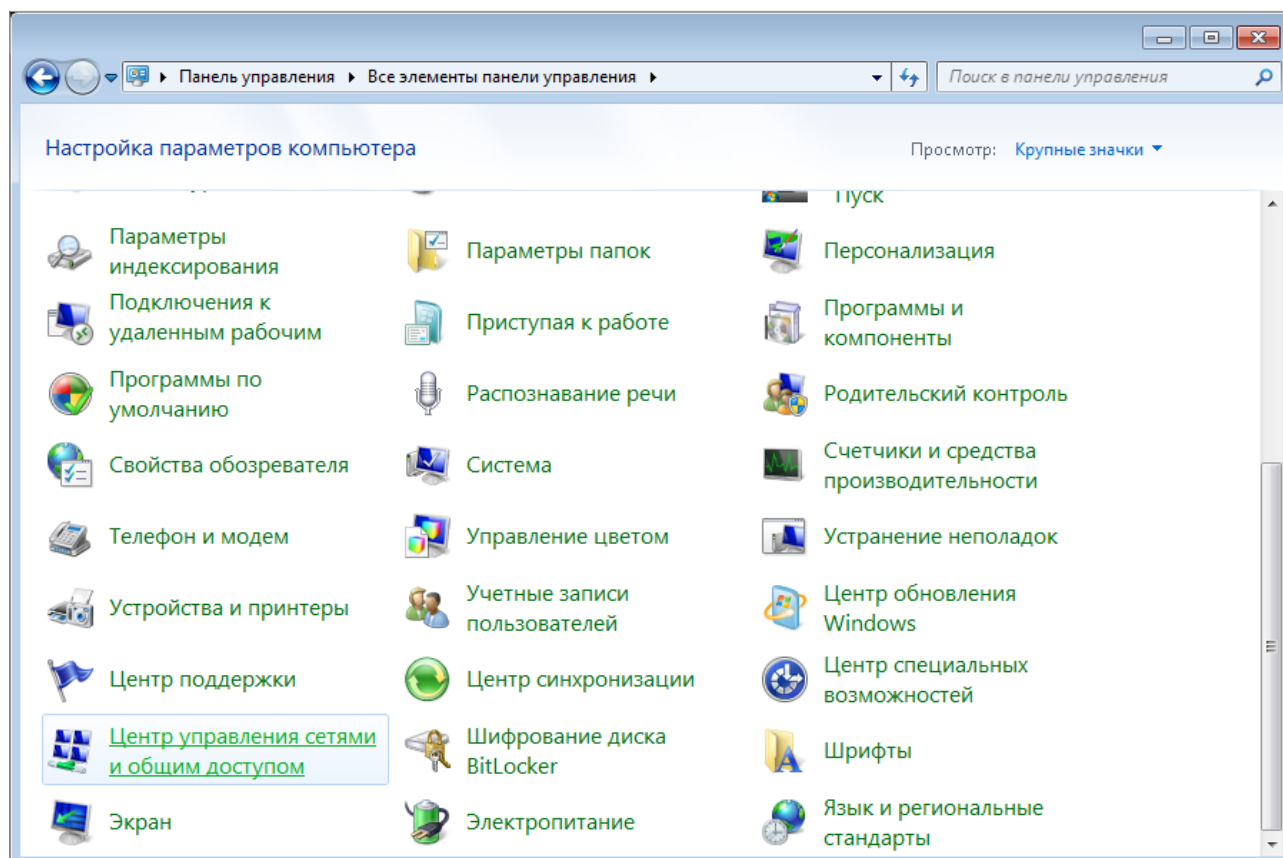 Панель управления
Все элементы панели управления
Поиск в панели управления
Настройка параметров компьютера
Просмотр: Крупные значки
Пуск
Параметры
индексирования
Параметры папок
Персонализация
Подключения к
удаленным рабочим
Приступая к работе
Программы и
компоненты
Программы по
умолчанию
Распознавание речи
Родительский контроль
Свойства обозревателя
Система
Счетчики и средства
производительности
Телефон и модем
Управление цветом
Устранение неполадок
Устройства и принтеры
Учетные записи
пользователей
Центр обновления
Windows
Центр поддержки
Центр синхронизации
Центр специальных
возможностей
Центр управления сетями
и общим доступом
Шифрование диска
BitLocker
Шрифты
Экран
Электропитание
Язык и региональные
стандарты